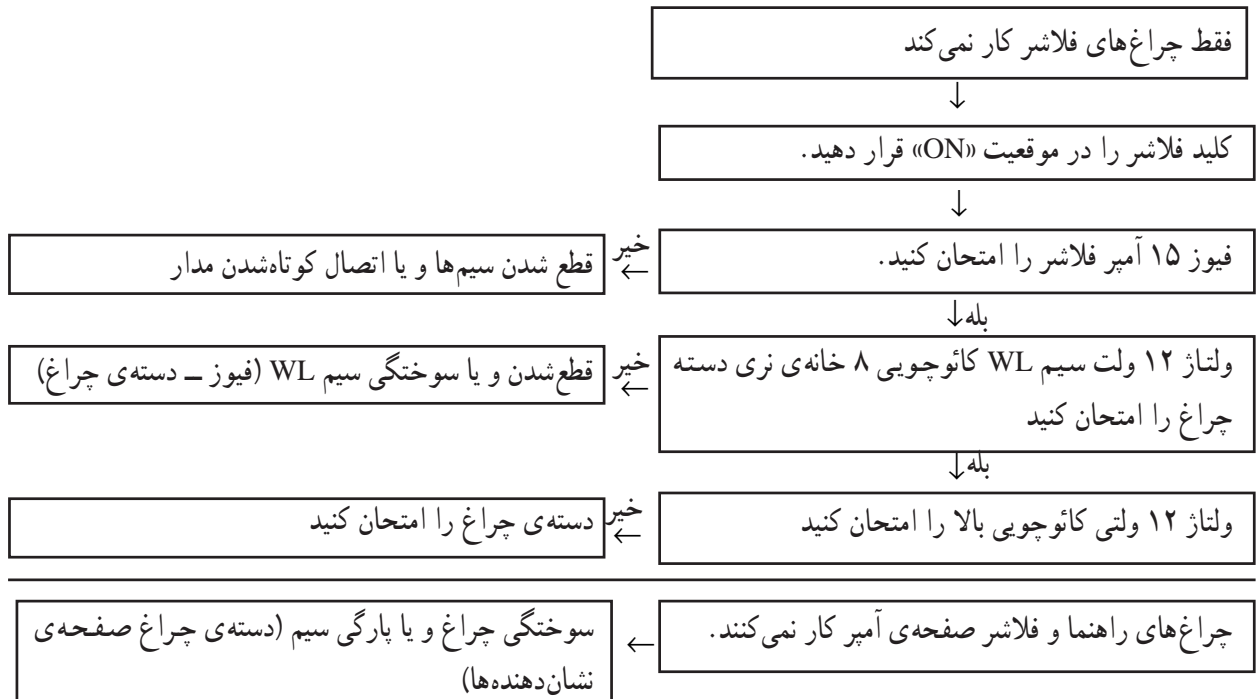 فقط چراغ‌های فلاشر کار نمی‌کند
↓
کلید فلاشر را در موقعیت «ON» قرار دهید.
↓
فیوز ۱۵ آمپر فلاشر را امتحان کنید.
خیر
←
قطع شدن سیم‌ها و یا اتصال کوتاه‌شدن مدار
بله↓
ولتاژ ۱۲ ولت سیم WL کائوچویی ۸ خانه‌ی نری دسته
چراغ را امتحان کنید
خیر
←
قطع‌شدن و یا سوختگی سیم WL (فیوز ــ دسته‌ی چراغ)
بله↓
ولتاژ ۱۲ ولتی کائوچویی بالا را امتحان کنید
خیر
←
دسته‌ی چراغ را امتحان کنید
چراغ‌های راهنما و فلاشر صفحه‌ی آمپر کار نمی‌کنند.
←
سوختگی چراغ و یا پارگی سیم (دسته‌ی چراغ صفحه‌ی
نشان‌دهنده‌ها)